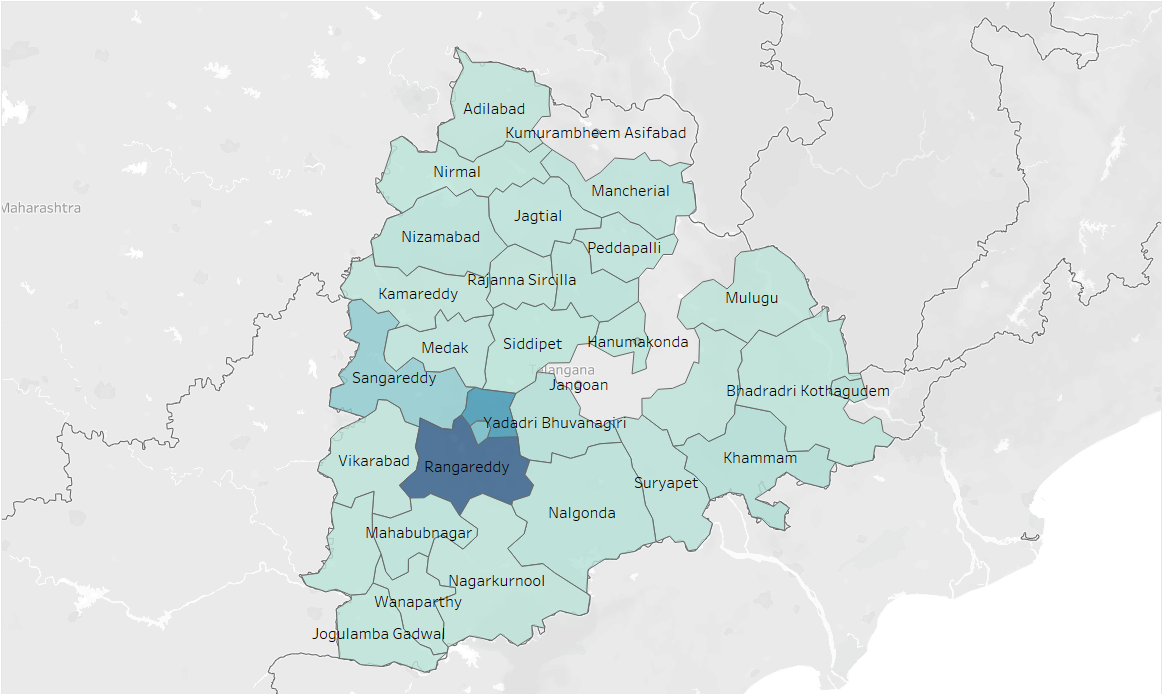 Adilabad
Kumurambheem Asifabad
Nirmal
Mancherial
Maharashtra
Jagtial
Nizamabad
Peddapalli
Rajanna Sircilla
Kamareddy
Mulugu
Hanumakonda
Siddipet
Medak
Telangana
Sangareddy
Jangoan
Bhadradri Kothagudem
Yadadri Bhuvanagiri
Khammam
Vikarabad
Rangareddy
Suryapet
Nalgonda
Mahabubnagar
Nagarkurnool
Wanaparthy
Jogulamba Gadwal